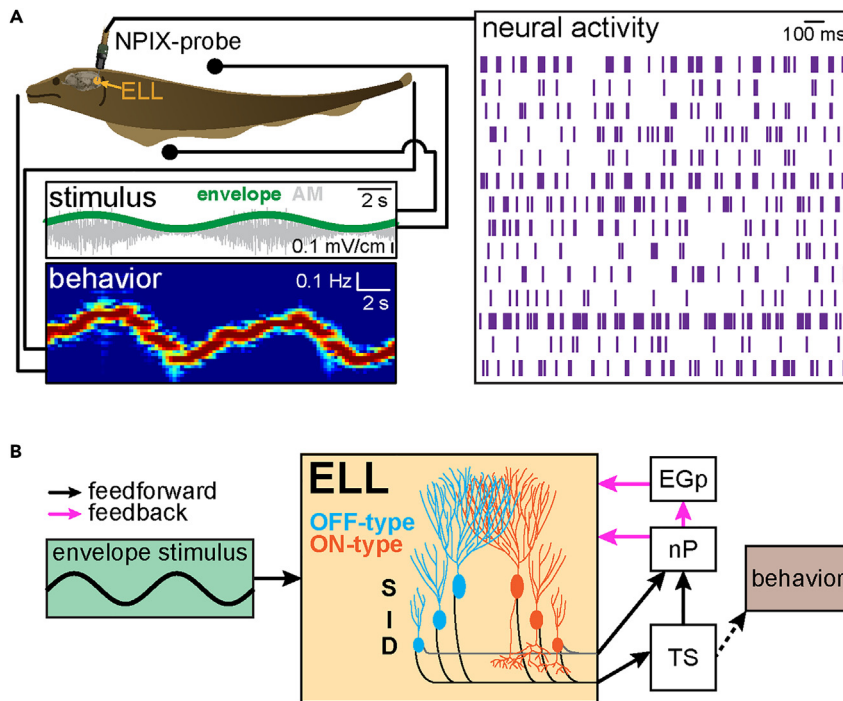 A
NPIX-probe
ELL
neural activity
100 ms
stimulus
envelope AM
2 s
0.1 mV/cm
behavior
0.1 Hz
2 s
B
feedforward
feedback
envelope stimulus
ELL
OFF-type
ON-type
S
I
D
EGp
nP
TS
behavior